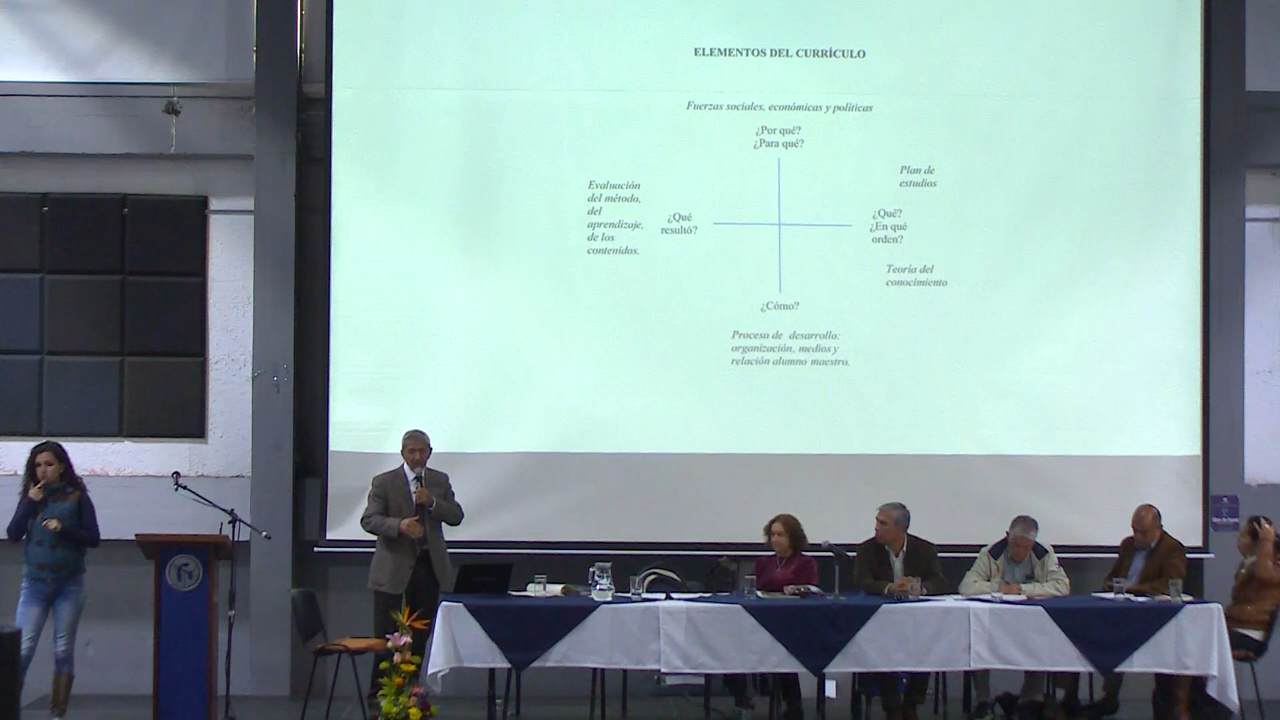 ELEMENTOS DEL CURRÍCULO
Fuerzas sociales, económicas y políticas
¿Por qué?
¿Para qué?
Plan de
estudios
Evaluación
del método,
del
aprendizaje,
de los
contenidos.
¿Qué
resultó?
¿Qué?
¿En qué
orden?
Teoría del
conocimiento
¿Cómo?
Proceso de desarrollo:
organización, medios y
relación alumno maestro.